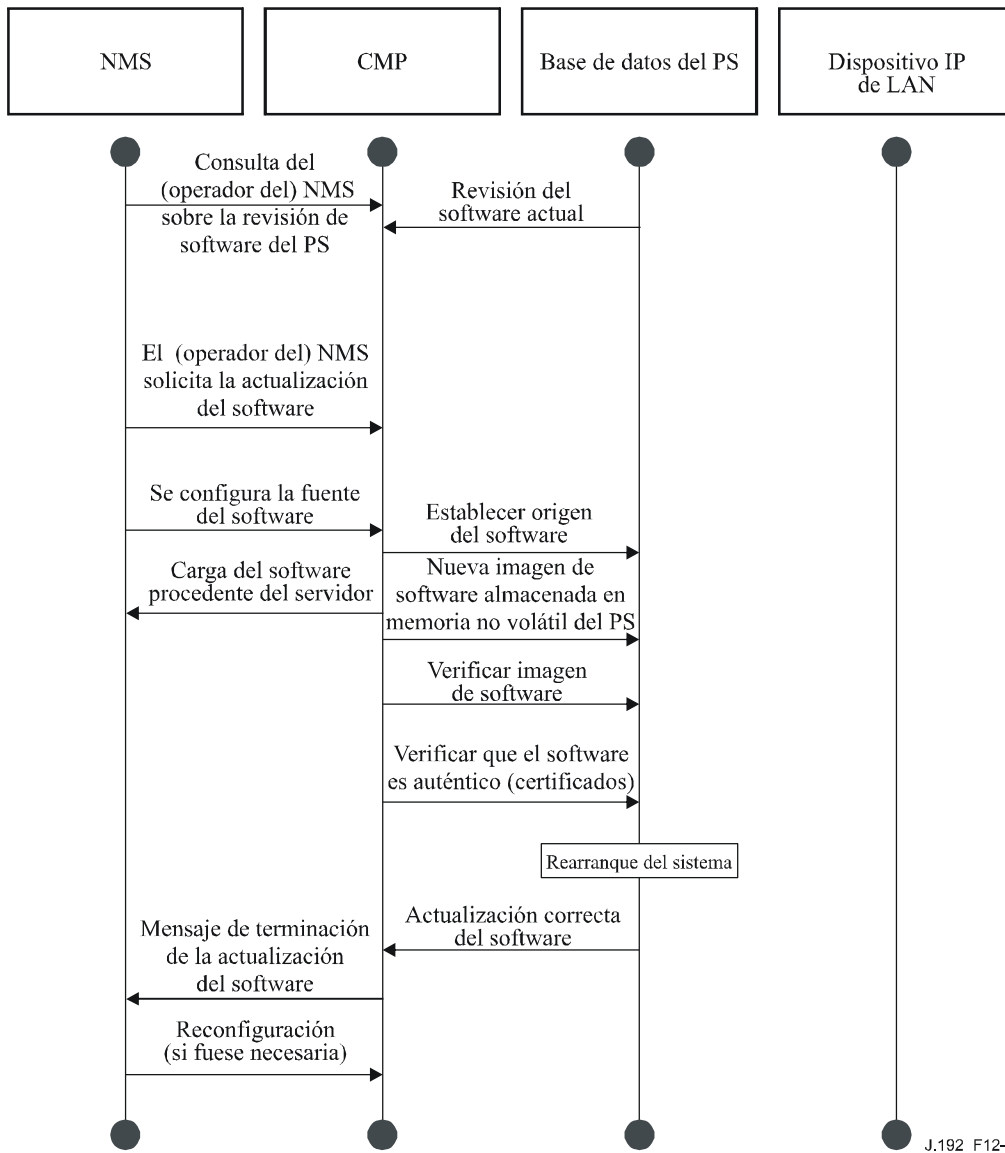 NMS
CMP
Base de datos del PS
Dispositivo IP
de LAN
Consulta del
(operador del) NMS
sobre la revisión de
software del PS
Revisión del
software actual
El (operador del) NMS
solicita la actualización
del software
Se configura la fuente
del software
Establecer origen
del software
Carga del software
procedente del servidor
Nueva imagen de
software almacenada en
memoria no volátil del PS
Verificar imagen
de software
Verificar que el software
es auténtico (certificados)
Rearranque del sistema
Actualización correcta
del software
Mensaje de terminación
de la actualización
del software
Reconfiguración
(si fuese necesaria)
J.192_F12-